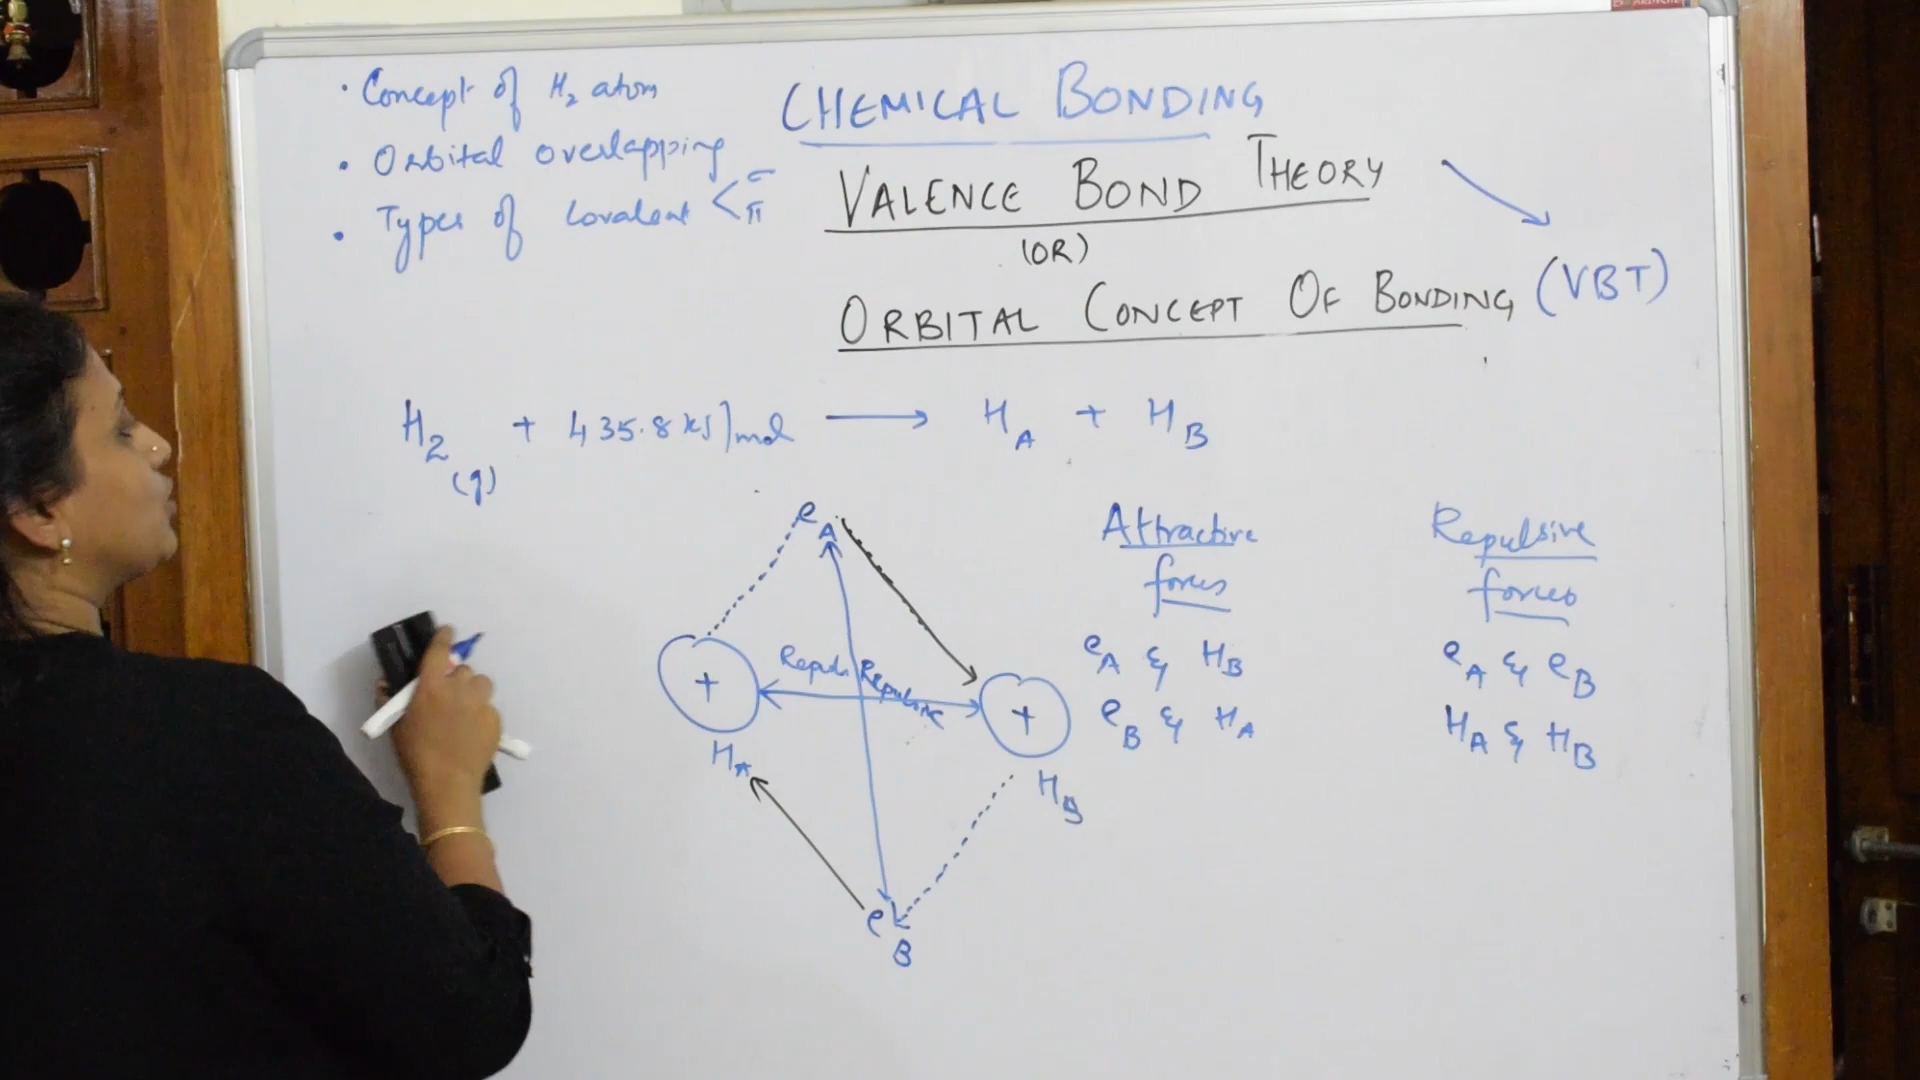 • Concept of H₂ atom
• Orbital overlapping
• Types of Covalent < σ π
CHEMICAL BONDING
VALENCE BOND THEORY
(OR)
ORBITAL CONCEPT OF BONDING (VBT)
H₂(g) + 435.8 kJ/mol → H_A + H_B
e_A
+
Repul. Repulsive
+
H_A
H_B
e_B
Attractive
forces
e_A & H_B
e_B & H_A
Repulsive
forces
e_A & e_B
H_A & H_B